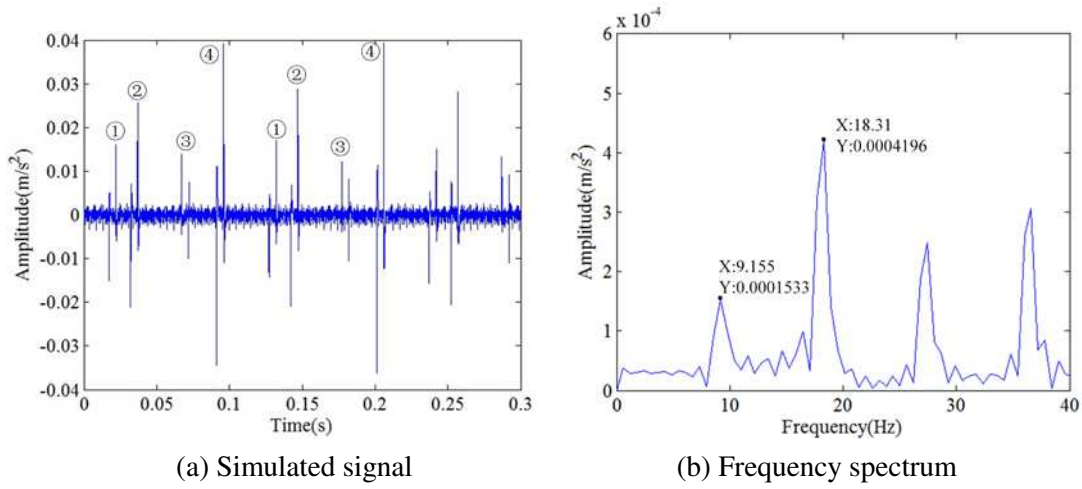 0.04
0.03
0.02
0.01
0
-0.01
-0.02
-0.03
-0.04
Amplitude(m/s²)
① ② ③ ④ ① ② ③ ④
0 0.05 0.1 0.15 0.2 0.25 0.3
Time(s)
(a) Simulated signal
x 10⁻⁴
6
5
4
3
2
1
0
Amplitude(m/s²)
X:18.31
Y:0.0004196
X:9.155
Y:0.0001533
0 10 20 30 40
Frequency(Hz)
(b) Frequency spectrum